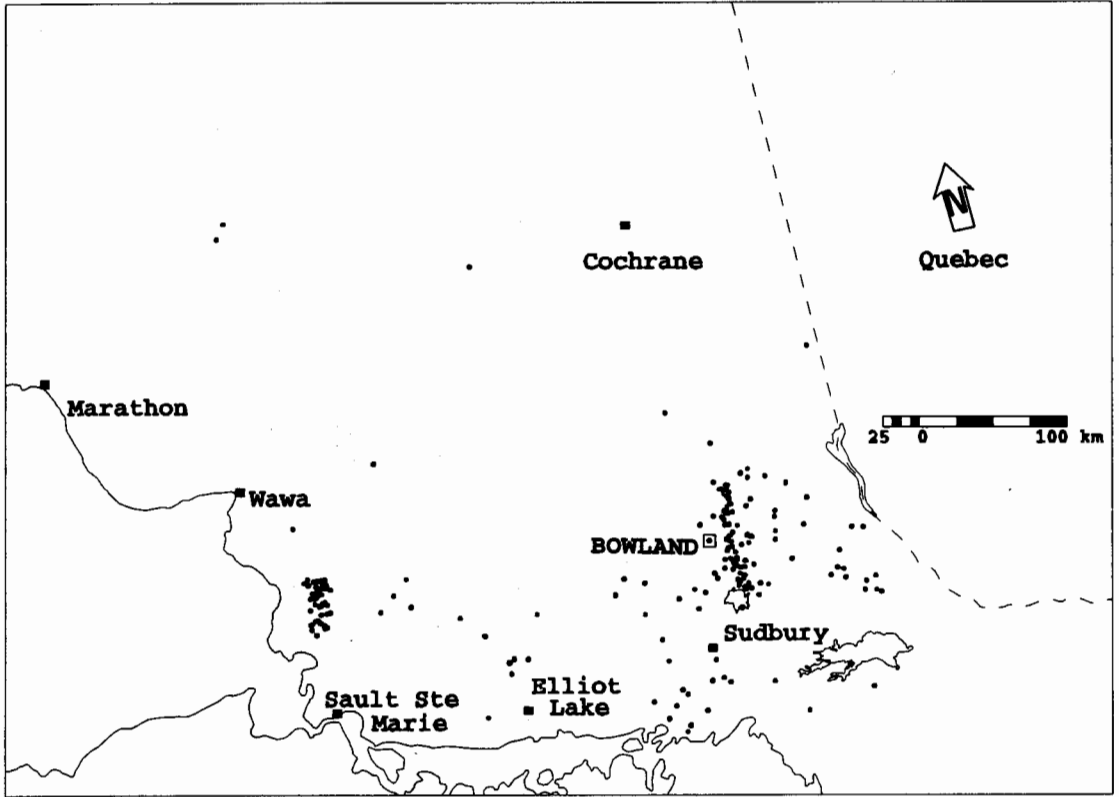 N
Cochrane
Quebec
Marathon
25 0 100 km
Wawa
BOWLAND
Sudbury
Elliot
Lake
Sault Ste
Marie